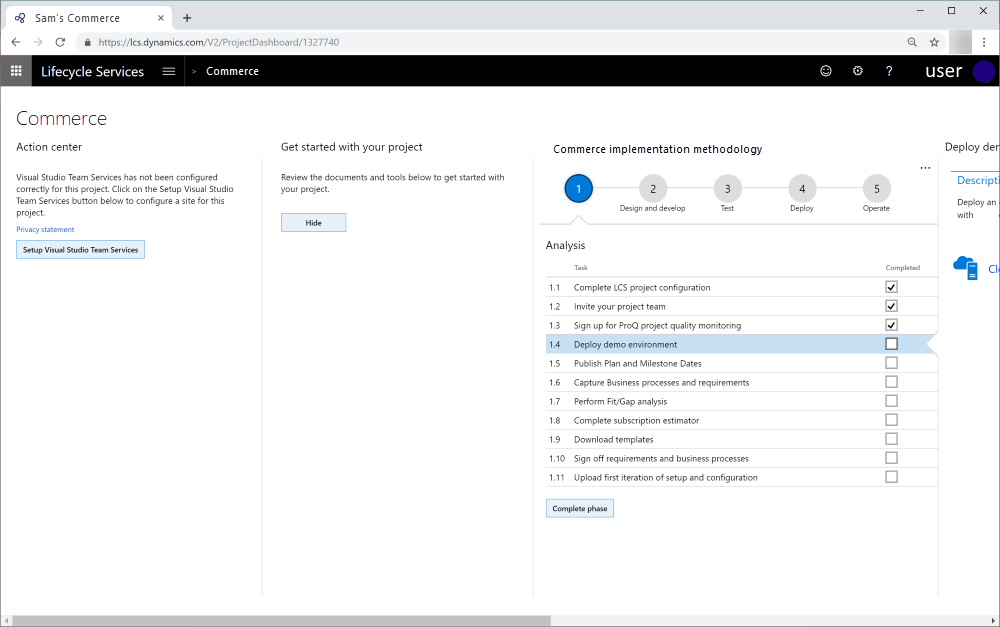 Sam's Commerce
https://lcs.dynamics.com/V2/ProjectDashboard/1327740
Lifecycle Services
> Commerce
? user
Commerce
Action center
Visual Studio Team Services has not been configured
correctly for this project. Click on the Setup Visual Studio
Team Services button below to configure a site for this
project.
Privacy statement
Setup Visual Studio Team Services
Get started with your project
Review the documents and tools below to get started with
your project.
Hide
Commerce implementation methodology
...
1 2 3 4 5
Design and develop Test Deploy Operate
Analysis
Task Completed
1.1 Complete LCS project configuration
1.2 Invite your project team
1.3 Sign up for ProQ project quality monitoring
1.4 Deploy demo environment
1.5 Publish Plan and Milestone Dates
1.6 Capture Business processes and requirements
1.7 Perform Fit/Gap analysis
1.8 Complete subscription estimator
1.9 Download templates
1.10 Sign off requirements and business processes
1.11 Upload first iteration of setup and configuration
Complete phase
Deploy den
Descripti
Deploy an
with